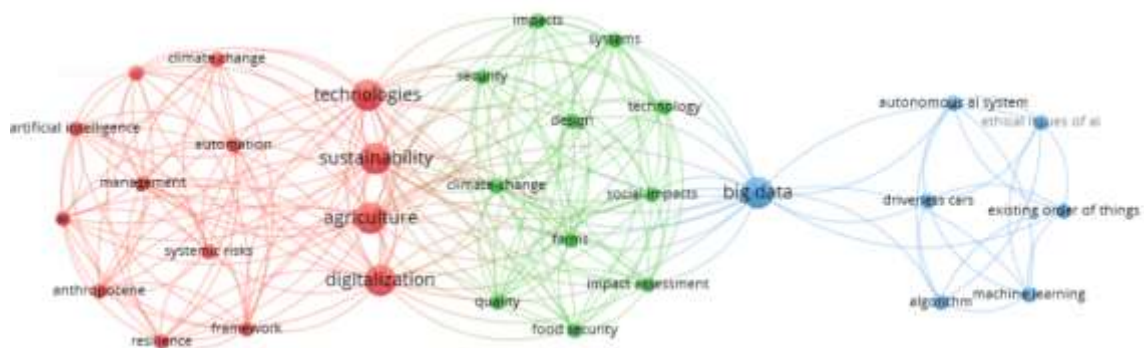 climate change
artificial intelligence
automation
management
systemic risks
anthropocene
framework
resilience
technologies
sustainability
agriculture
digitalization
impacts
systems
security
technology
design
climate change
social impacts
farms
impact assessment
quality
food security
big data
autonomous ai system
ethical issues of ai
driverless cars
existing order of things
algorithm
machine learning